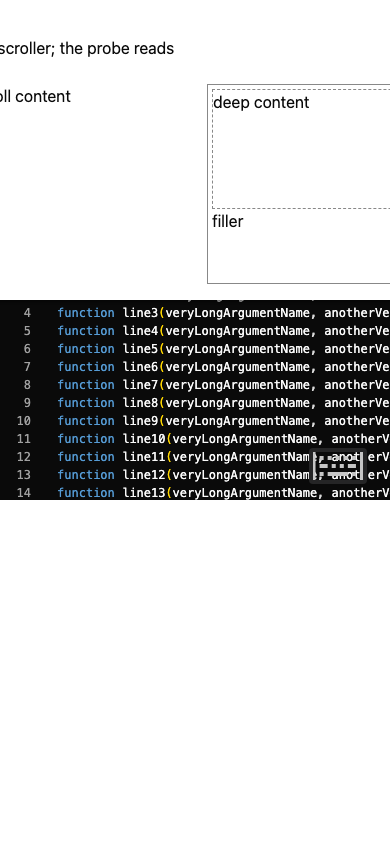 scroller; the probe reads
oll content
deep content
filler
4 function line3(veryLongArgumentName, anotherVe
5 function line4(veryLongArgumentName, anotherVe
6 function line5(veryLongArgumentName, anotherVe
7 function line6(veryLongArgumentName, anotherVe
8 function line7(veryLongArgumentName, anotherVe
9 function line8(veryLongArgumentName, anotherVe
10 function line9(veryLongArgumentName, anotherVe
11 function line10(veryLongArgumentName, anotherV
12 function line11(veryLongArgumentNam erV
13 function line12(veryLongArgumentNam erV
14 function line13(veryLongArgumentName, anotherV